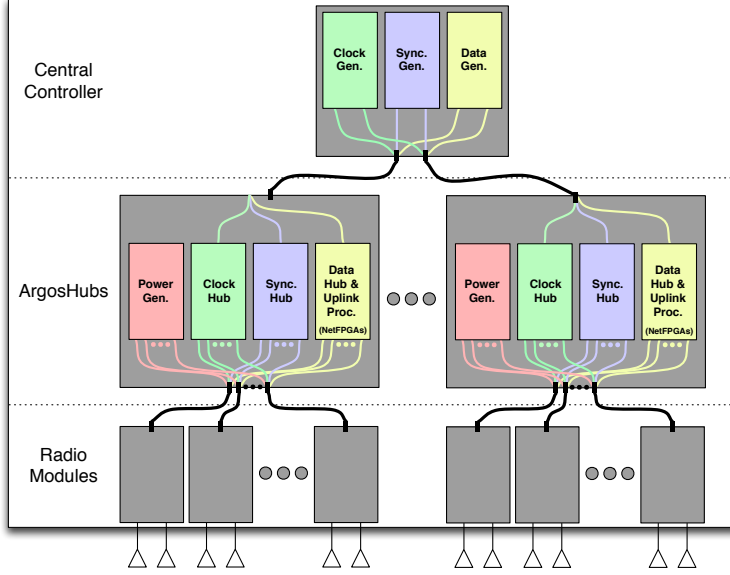 Central
Controller
Clock
Gen.
Sync.
Gen.
Data
Gen.
ArgosHubs
Power
Gen.
Clock
Hub
Sync.
Hub
Data
Hub &
Uplink
Proc.
(NetFPGAs)
Power
Gen.
Clock
Hub
Sync.
Hub
Data
Hub &
Uplink
Proc.
(NetFPGAs)
Radio
Modules